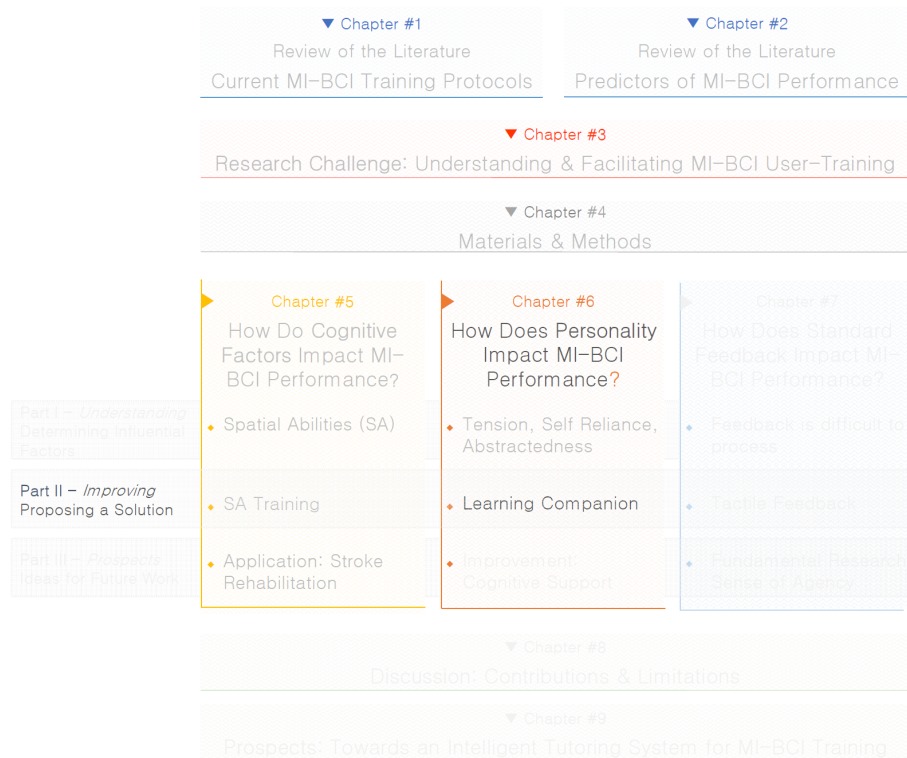 ▼ Chapter #1
Review of the Literature
Current MI-BCI Training Protocols
▼ Chapter #2
Review of the Literature
Predictors of MI-BCI Performance
▼ Chapter #3
Research Challenge: Understanding & Facilitating MI-BCI User-Training
▼ Chapter #4
Materials & Methods
Chapter #5
How Do Cognitive
Factors Impact MI-
BCI Performance?
Chapter #6
How Does Personality
Impact MI-BCI
Performance?
Chapter #7
How Does Standard
Feedback Impact MI-
BCI Performance?
Part I - Understanding
Determining Influential
Factors
Spatial Abilities (SA)
Tension, Self Reliance,
Abstractedness
Feedback is difficult to
process
Part II - Improving
Proposing a Solution
SA Training
Learning Companion
Tactile Feedback
Part III - Prospects
Ideas for Future Work
Application: Stroke
Rehabilitation
Improvement:
Cognitive Support
Fundamental Research
Sense of Agency
▼ Chapter #8
Discussion: Contributions & Limitations
▼ Chapter #9
Prospects: Towards an Intelligent Tutoring System for MI-BCI Training